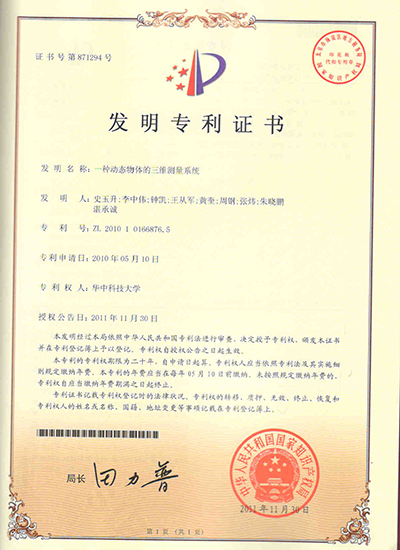 证书号第871294号
发明专利证书
发 明 名 称：一种动态物体的三维测量系统
发 明 人：史玉升;李中伟;钟凯;王从军;黄奎;周钢;张炜;朱晓鹏
湛承诚
专 利 号：ZL 2010 1 0166876.5
专利申请日：2010年05月10日
专 利 权 人：华中科技大学
授权公告日：2011年11月30日
本发明经过本局依照中华人民共和国专利法进行审查，决定授予专利权，颁发本证书
并在专利登记簿上予以登记。专利权自授权公告之日起生效。
本专利的专利权期限为二十年，自申请日起算。专利权人应当依照专利法及其实施细
则规定缴纳年费。本专利的年费应当在每年05月10日前缴纳。未按照规定缴纳年费的，
专利权自应当缴纳年费期满之日起终止。
专利证书记载专利权登记时的法律状况。专利权的转移、质押、无效、终止、恢复和
专利权人的姓名或名称、国籍、地址变更等事项记载在专利登记簿上。
局长 田力普
中华人民共和国国家知识产权局
2011年11月30日
第1页（共1页）